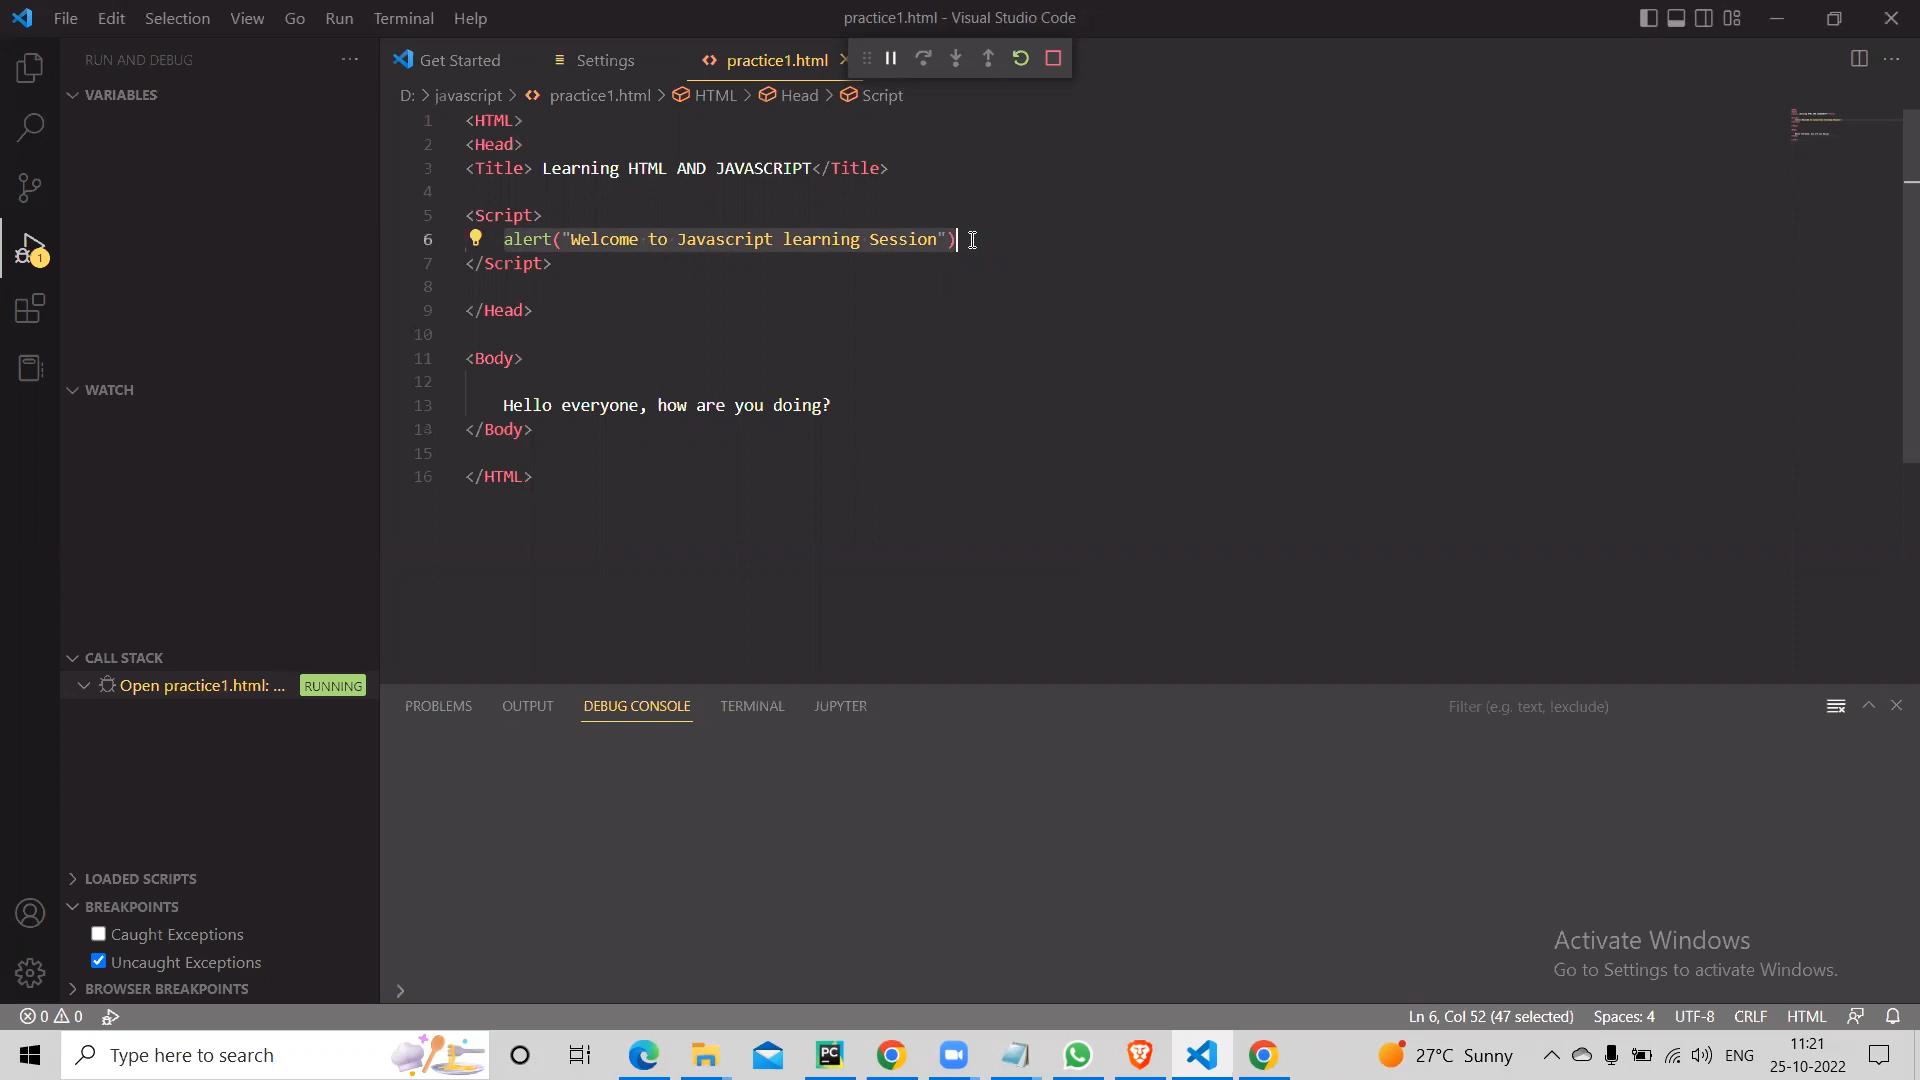 File Edit Selection View Go Run Terminal Help
practice1.html - Visual Studio Code
RUN AND DEBUG
VARIABLES
WATCH
CALL STACK
Open practice1.html: ... RUNNING
LOADED SCRIPTS
BREAKPOINTS
Caught Exceptions
Uncaught Exceptions
BROWSER BREAKPOINTS
1
Get Started Settings practice1.html
D: > javascript > practice1.html > HTML > Head > Script
1 <HTML>
2 <Head>
3 <Title> Learning HTML AND JAVASCRIPT</Title>
4
5 <Script>
6 alert("Welcome to Javascript learning Session")
7 </Script>
8
9 </Head>
10
11 <Body>
12
13 Hello everyone, how are you doing?
14 </Body>
15
16 </HTML>
PROBLEMS OUTPUT DEBUG CONSOLE TERMINAL JUPYTER
Filter (e.g. text, !exclude)
Activate Windows
Go to Settings to activate Windows.
0 0
Ln 6, Col 52 (47 selected) Spaces: 4 UTF-8 CRLF HTML
Type here to search
PC
27°C Sunny
ENG
11:21
25-10-2022